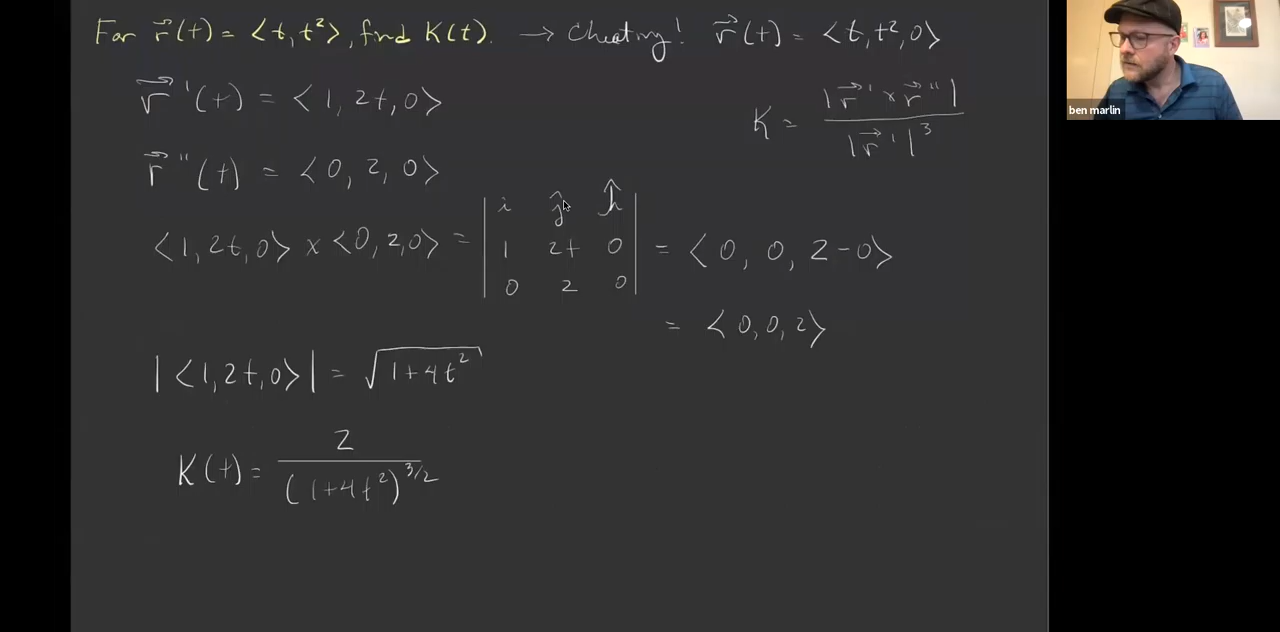 For r⃗(t) = <t, t²>, find K(t). → Cheating! r⃗(t) = <t, t², 0>
r⃗ '(t) = <1, 2t, 0>
K = |r⃗ ' × r⃗ ''| / |r⃗ '|³
r⃗ ''(t) = <0, 2, 0>
<1, 2t, 0> × <0, 2, 0> = | i ĵ k̂ | = <0, 0, 2-0>
| 1 2t 0 |
| 0 2 0 |
= <0, 0, 2>
|<1, 2t, 0>| = √(1+4t²)
K(t) = 2 / (1+4t²)^3/2
ben marlin